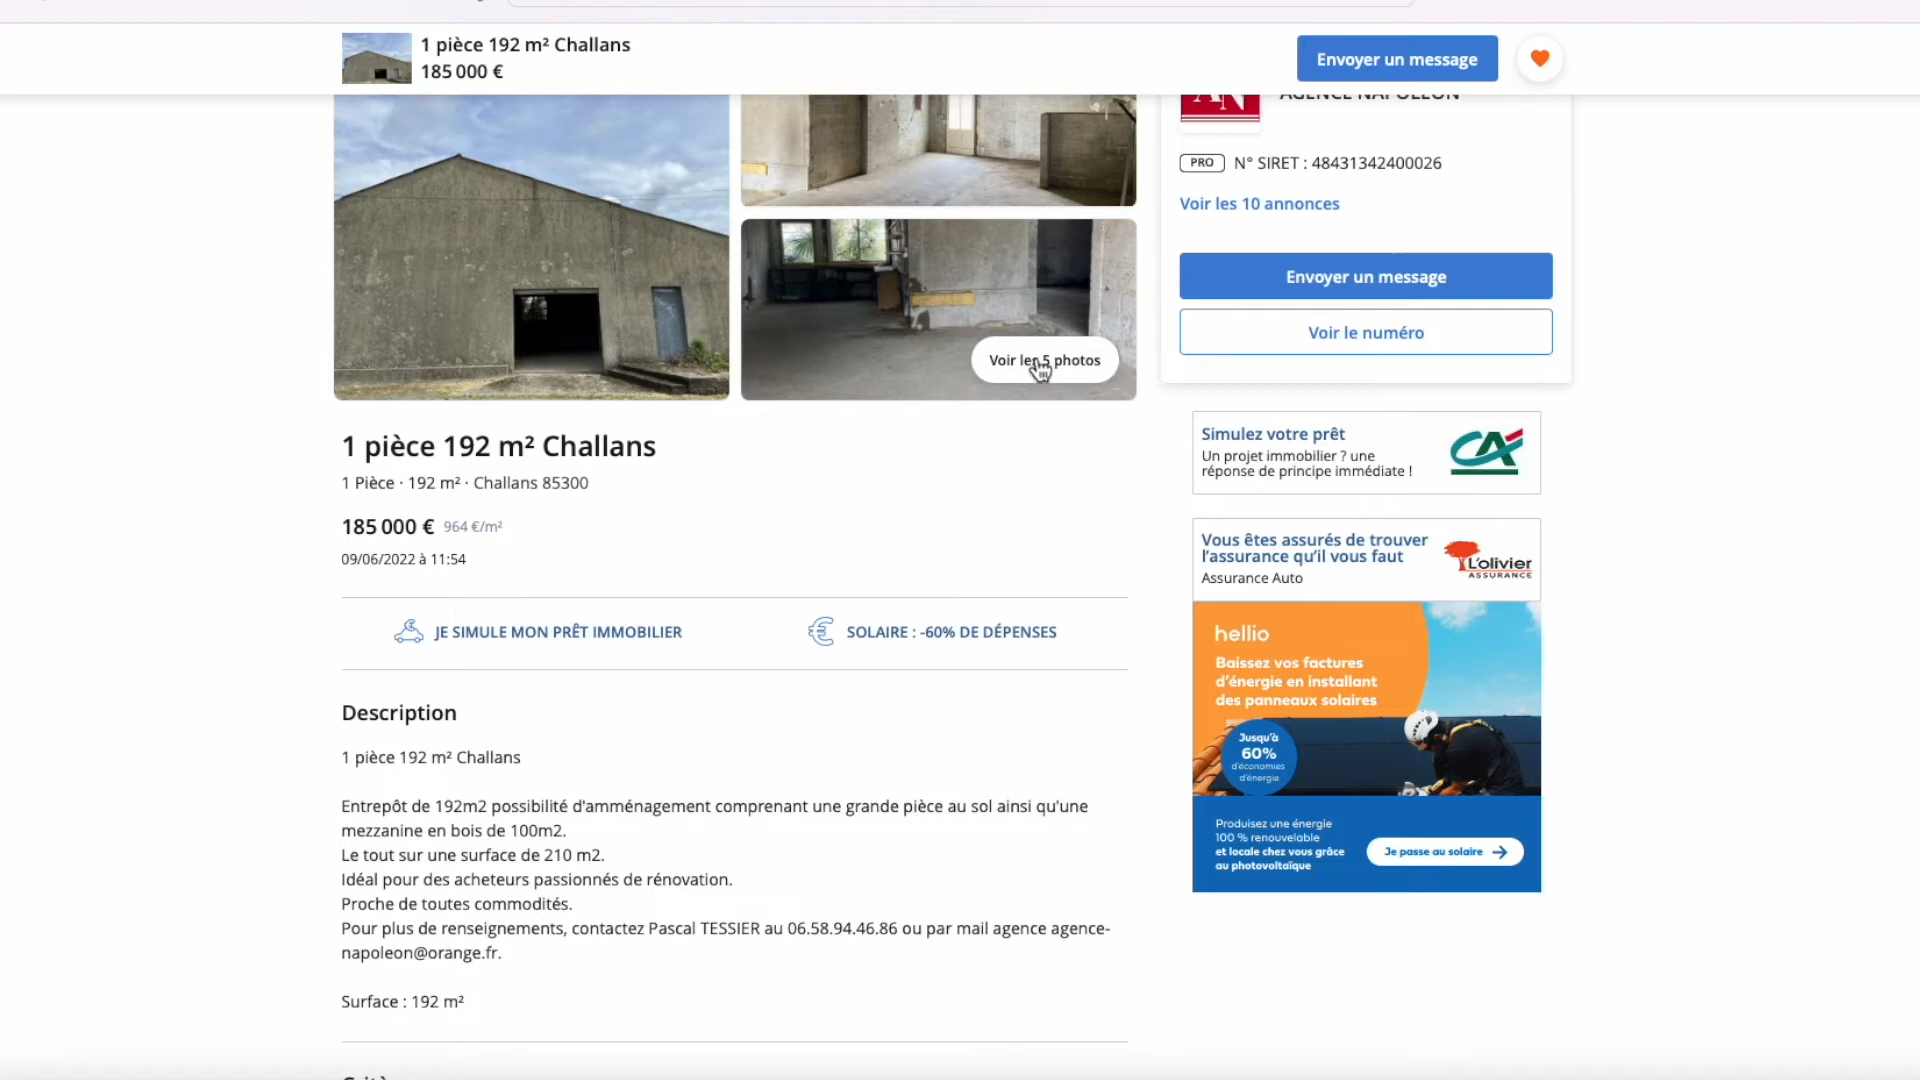 1 pièce 192 m² Challans
185 000 €
Envoyer un message
AN
AGENCE NAPOLEON
PRO
N° SIRET : 48431342400026
Voir les 10 annonces
Envoyer un message
Voir le numéro
Voir les 5 photos
1 pièce 192 m² Challans
1 Pièce · 192 m² · Challans 85300
185 000 € 964 €/m²
09/06/2022 à 11:54
JE SIMULE MON PRÊT IMMOBILIER
SOLAIRE : -60% DE DÉPENSES
Description
1 pièce 192 m² Challans
Entrepôt de 192m2 possibilité d'amménagement comprenant une grande pièce au sol ainsi qu'une
mezzanine en bois de 100m2.
Le tout sur une surface de 210 m2.
Idéal pour des acheteurs passionnés de rénovation.
Proche de toutes commodités.
Pour plus de renseignements, contactez Pascal TESSIER au 06.58.94.46.86 ou par mail agence agence-
napoleon@orange.fr.
Surface : 192 m²
Simulez votre prêt
Un projet immobilier ? une
réponse de principe immédiate !
CA
Vous êtes assurés de trouver
l'assurance qu'il vous faut
Assurance Auto
L'olivier
ASSURANCE
hellio
Baissez vos factures
d'énergie en installant
des panneaux solaires
Jusqu'à
60%
d'économies
d'énergie
Produisez une énergie
100 % renouvelable
et locale chez vous grâce
au photovoltaïque
Je passe au solaire